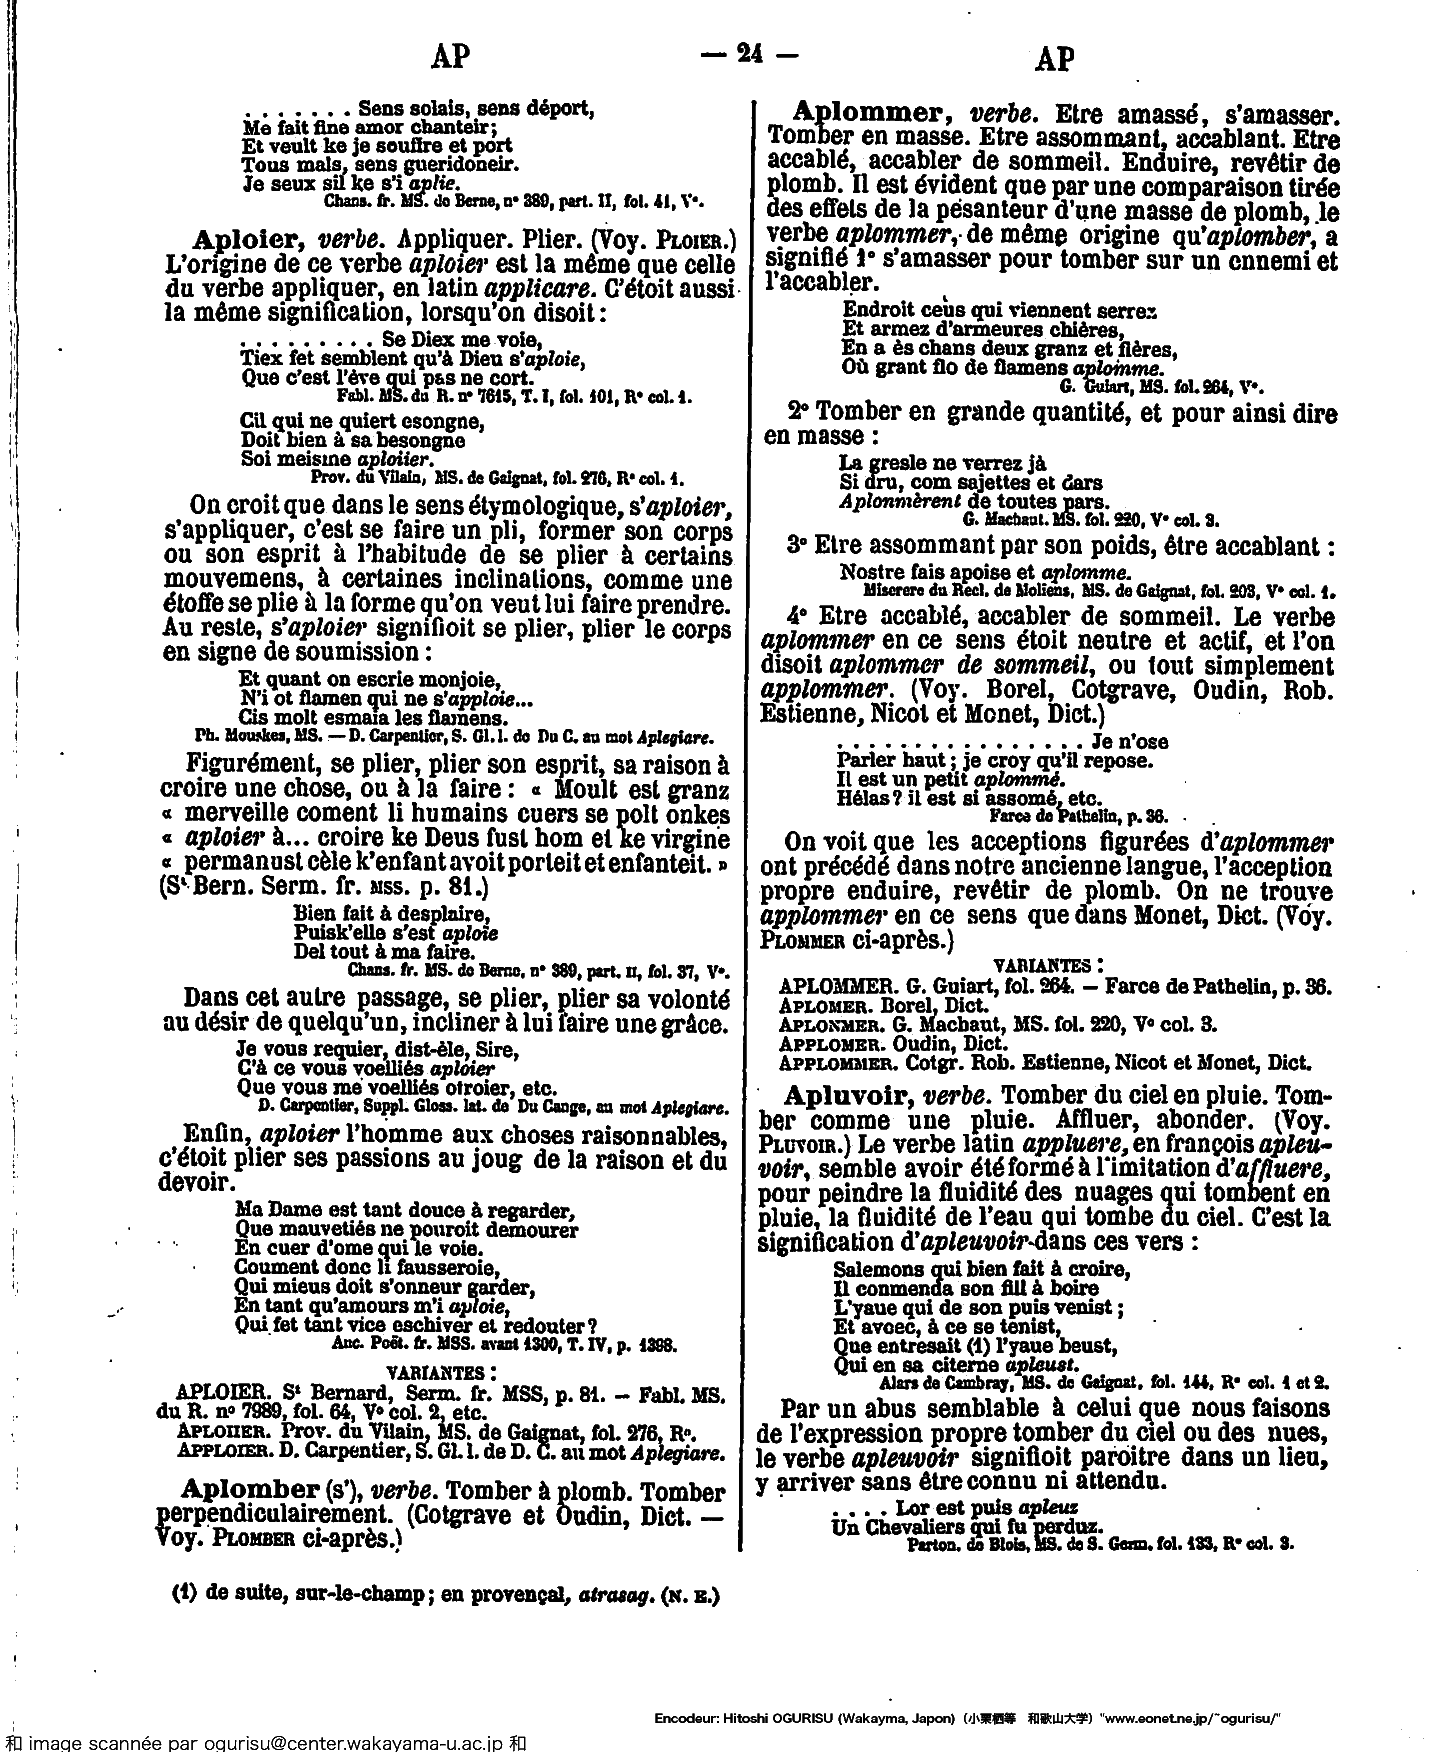 AP
— 24 —
AP
. . . . . . . Sens solais, sens déport,
Me fait fine amor chanteir;
Et veult ke je souffre et port
Tous mals, sens gueridoneir.
Je seux sil ke s'i aplie.
Chans. fr. MS. de Berne, n° 389, part. II, fol. 41, V°.
Aploier, verbe. Appliquer. Plier. (Voy. PLOIER.)
L'origine de ce verbe aploier est la même que celle
du verbe appliquer, en latin applicare. C'étoit aussi
la même signification, lorsqu'on disoit :
. . . . . . . . . Se Diex me voie,
Tiex fet semblent qu'à Dieu s'aploie,
Que c'est l'ève qui pas ne cort.
Fabl. MS. du R. n° 7615, T. I, fol. 101, R° col. 1.
Cil qui ne quiert esongne,
Doit bien à sa besongne
Soi meisme aploiier.
Prov. du Vilain, MS. de Gaignat, fol. 276, R° col. 1.
On croit que dans le sens étymologique, s'aploier,
s'appliquer, c'est se faire un pli, former son corps
ou son esprit à l'habitude de se plier à certains
mouvemens, à certaines inclinations, comme une
étoffe se plie à la forme qu'on veut lui faire prendre.
Au reste, s'aploier signifioit se plier, plier le corps
en signe de soumission :
Et quant on escrie monjoie,
N'i ot flamen qui ne s'apploie...
Cis molt esmaia les flamens.
Ph. Mouskes, MS. — D. Carpentier, S. Gl. l. de Du C. au mot Aplegiare.
Figurément, se plier, plier son esprit, sa raison à
croire une chose, ou à la faire : « Moult est granz
« merveille coment li humains cuers se polt onkes
« aploier à... croire ke Deus fust hom et ke virgine
« permanust cèle k'enfant avoit porteit et enfanteit. »
(St Bern. Serm. fr. MSS. p. 81.)
Bien fait à desplaire,
Puisk'elle s'est aploie
Del tout à ma faire.
Chans. fr. MS. de Berne, n° 389, part. II, fol. 37, V°.
Dans cet autre passage, se plier, plier sa volonté
au désir de quelqu'un, incliner à lui faire une grâce.
Je vous requier, dist-èle, Sire,
C'à ce vous voelliés aploier
Que vous me voelliés otroier, etc.
D. Carpentier, Suppl. Gloss. lat. de Du Cange, au mot Aplegiare.
Enfin, aploier l'homme aux choses raisonnables,
c'étoit plier ses passions au joug de la raison et du
devoir.
Ma Dame est tant douce à regarder,
Que mauvetiés ne pouroit demourer
En cuer d'ome qui le voie.
Coument donc li fausseroie,
Qui mieus doit s'onneur garder,
En tant qu'amours m'i aploie,
Qui fet tant vice eschiver et redouter ?
Anc. Poët. fr. MSS. avant 1300, T. IV, p. 1398.
VARIANTES :
APLOIER. St Bernard, Serm. fr. MSS, p. 81. — Fabl. MS.
du R. n° 7989, fol. 64, V° col. 2, etc.
APLOIIER. Prov. du Vilain, MS. de Gaignat, fol. 276, R°.
APPLOIER. D. Carpentier, S. Gl. l. de D. C. au mot Aplegiare.
Aplomber (s'), verbe. Tomber à plomb. Tomber
perpendiculairement. (Cotgrave et Oudin, Dict. —
Voy. PLOMBER ci-après.)
Aplommer, verbe. Etre amassé, s'amasser.
Tomber en masse. Etre assommant, accablant. Etre
accablé, accabler de sommeil. Enduire, revêtir de
plomb. Il est évident que par une comparaison tirée
des effets de la pesanteur d'une masse de plomb, le
verbe aplommer, de même origine qu'aplomber, a
signifié 1° s'amasser pour tomber sur un ennemi et
l'accabler.
Endroit ceus qui viennent serrez
Et armez d'armeures chières,
En a ès chans deux granz et fières,
Où grant flo de flamens aplomme.
G. Guiart, MS. fol. 264, V°.
2° Tomber en grande quantité, et pour ainsi dire
en masse :
La gresle ne verrez jà
Si dru, com sajettes et dars
Aplonmèrent de toutes pars.
G. Machaut. MS. fol. 220, V° col. 3.
3° Etre assommant par son poids, être accablant :
Nostre fais apoise et aplomme.
Miserere du Recl. de Moliens, MS. de Gaignat, fol. 203, V° col. 1.
4° Etre accablé, accabler de sommeil. Le verbe
aplommer en ce sens étoit neutre et actif, et l'on
disoit aplommer de sommeil, ou tout simplement
applommer. (Voy. Borel, Cotgrave, Oudin, Rob.
Estienne, Nicot et Monet, Dict.)
. . . . . . . . . . . . . . . . Je n'ose
Parler haut ; je croy qu'il repose.
Il est un petit aplommé.
Hélas ? il est si assomé, etc.
Farce de Pathelin, p. 36.
On voit que les acceptions figurées d'aplommer
ont précédé dans notre ancienne langue, l'acception
propre enduire, revêtir de plomb. On ne trouve
applommer en ce sens que dans Monet, Dict. (Voy.
PLOMMER ci-après.)
VARIANTES :
APLOMMER. G. Guiart, fol. 264. — Farce de Pathelin, p. 36.
APLOMER. Borel, Dict.
APLONMER. G. Machaut, MS. fol. 220, V° col. 3.
APPLOMER. Oudin, Dict.
APPLOMMER. Cotgr. Rob. Estienne, Nicot et Monet, Dict.
Apluvoir, verbe. Tomber du ciel en pluie. Tom-
ber comme une pluie. Affluer, abonder. (Voy.
PLUVOIR.) Le verbe latin appluere, en françois apleu-
voir, semble avoir été formé à l'imitation d'affluere,
pour peindre la fluidité des nuages qui tombent en
pluie, la fluidité de l'eau qui tombe du ciel. C'est la
signification d'apleuvoir dans ces vers :
Salemons qui bien fait à croire,
Il conmenda son fill à boire
L'yaue qui de son puis venist ;
Et avoec, à ce se tenist,
Que entresait (1) l'yaue beust,
Qui en sa citerne apleust.
Alars de Cambray, MS. de Gaignat, fol. 144, R° col. 1 et 2.
Par un abus semblable à celui que nous faisons
de l'expression propre tomber du ciel ou des nues,
le verbe apleuvoir signifioit paroitre dans un lieu,
y arriver sans être connu ni attendu.
. . . . Lor est puis apleuz
Un Chevaliers qui fu perduz.
Parton. de Blois, MS. de S. Germ. fol. 133, R° col. 3.
(1) de suite, sur-le-champ ; en provençal, atrasag. (N. E.)
Encodeur: Hitoshi OGURISU (Wakayma, Japon)（小栗栖等 和歌山大学）"www.eonet.ne.jp/~ogurisu/"
和 image scannée par ogurisu@center.wakayama-u.ac.jp 和